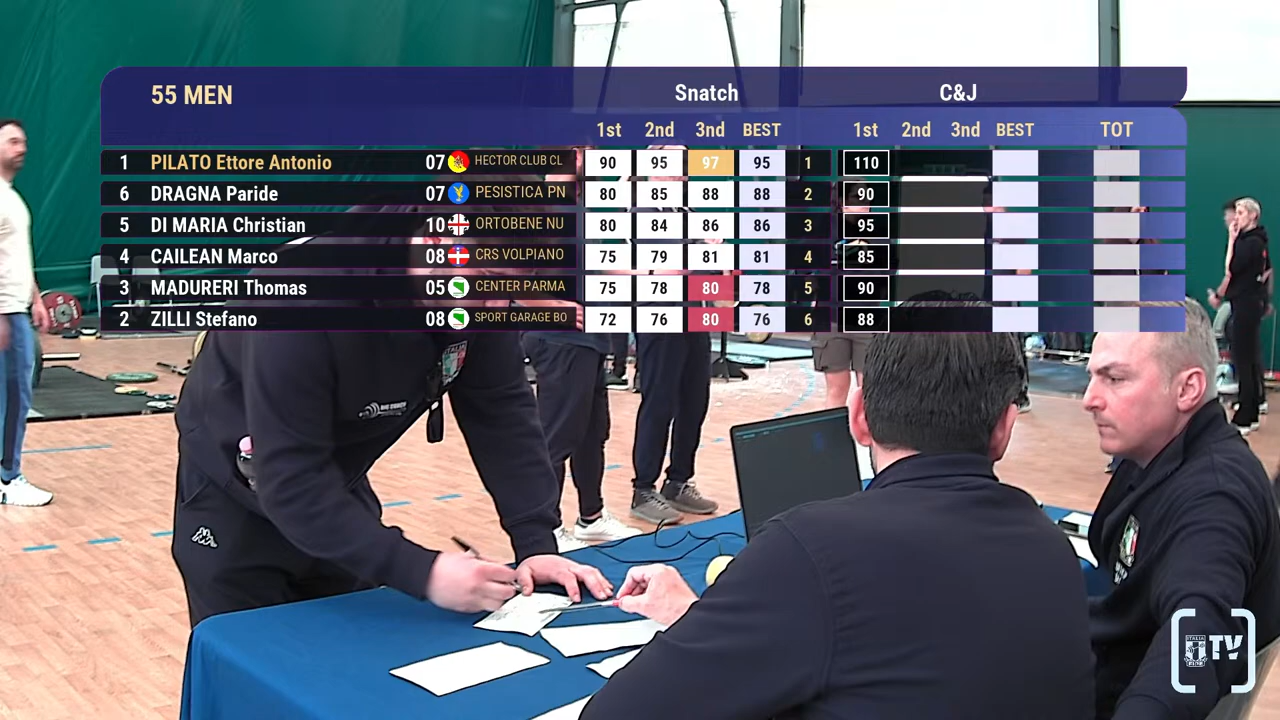 55 MEN Snatch C&J
1st 2nd 3nd BEST 1st 2nd 3nd BEST TOT
1 PILATO Ettore Antonio 07 HECTOR CLUB CL 90 95 97 95 1 110
6 DRAGNA Paride 07 PESISTICA PN 80 85 88 88 2 90
5 DI MARIA Christian 10 ORTOBENE NU 80 84 86 86 3 95
4 CAILEAN Marco 08 CRS VOLPIANO 75 79 81 81 4 85
3 MADURERI Thomas 05 CENTER PARMA 75 78 80 78 5 90
2 ZILLI Stefano 08 SPORT GARAGE BO 72 76 80 76 6 88
ITALIA
TV